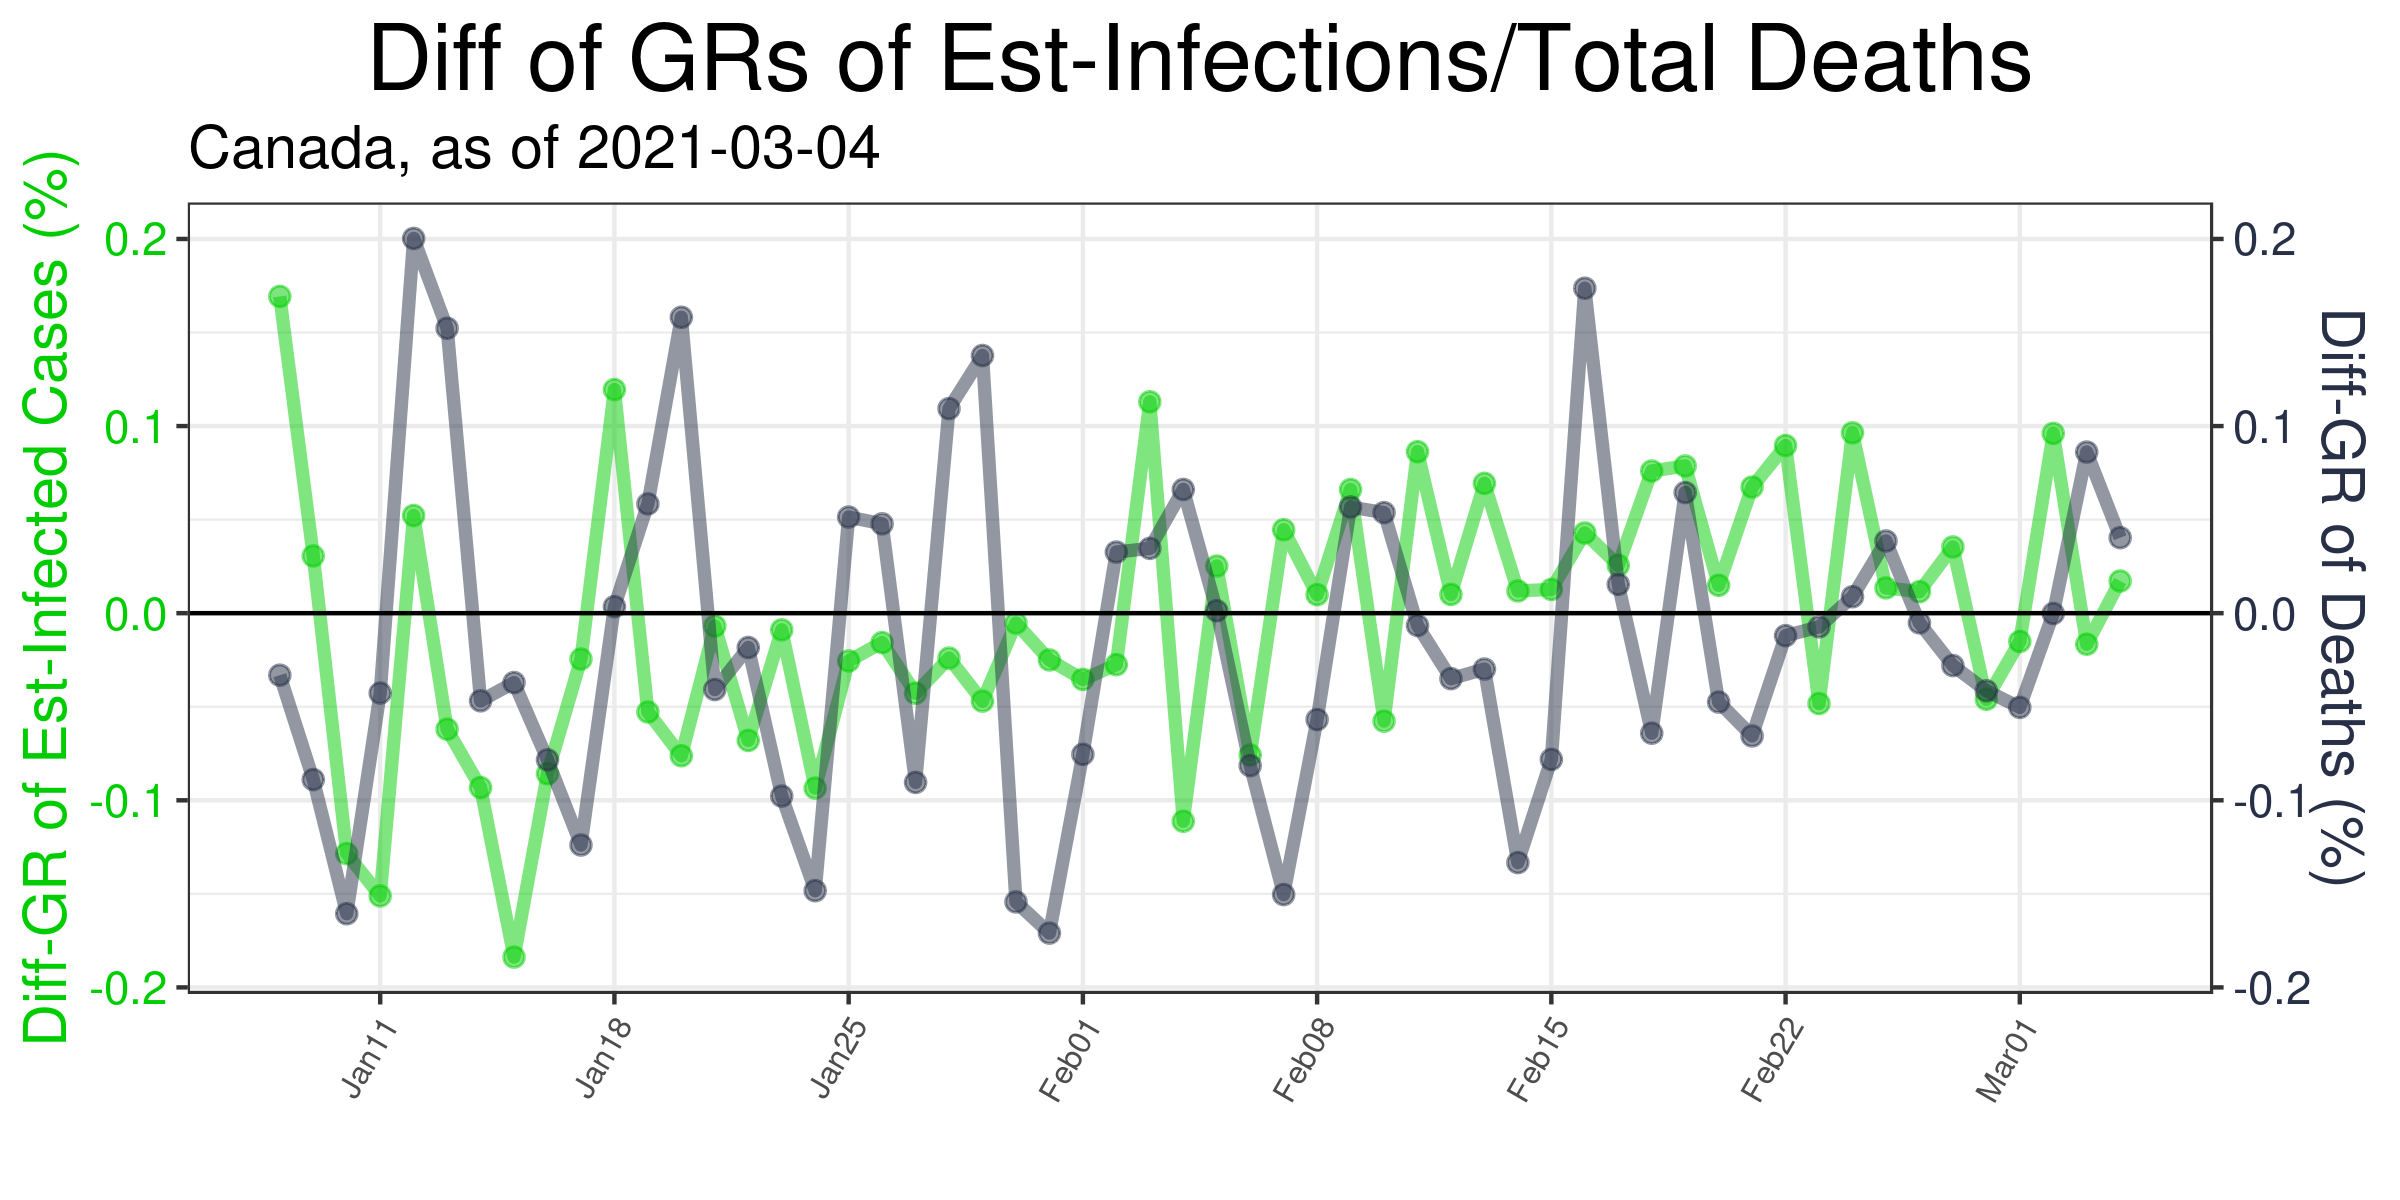 Diff of GRs of Est-Infections/Total Deaths
Canada, as of 2021-03-04
Diff-GR of Est-Infected Cases (%)
0.2
0.1
0.0
-0.1
-0.2
0.2
0.1
0.0
-0.1
-0.2
Diff-GR of Deaths (%)
Jan11
Jan18
Jan25
Feb01
Feb08
Feb15
Feb22
Mar01